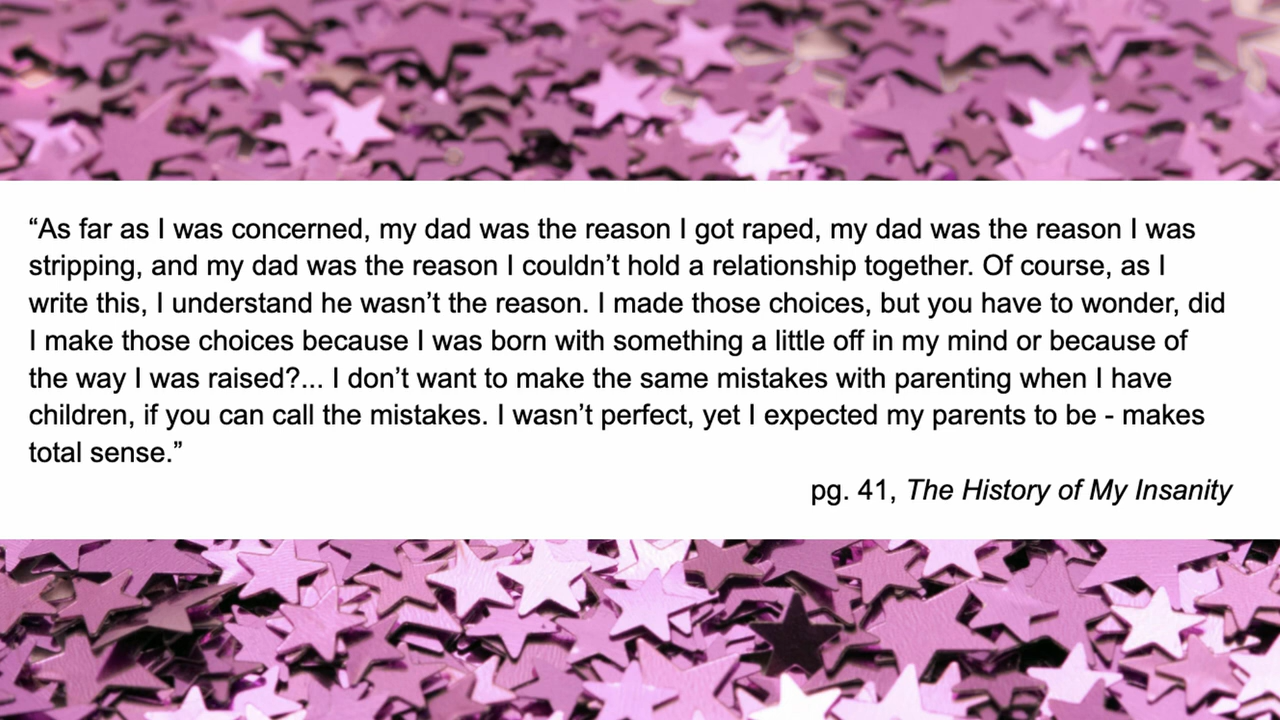 “As far as I was concerned, my dad was the reason I got raped, my dad was the reason I was
stripping, and my dad was the reason I couldn’t hold a relationship together. Of course, as I
write this, I understand he wasn’t the reason. I made those choices, but you have to wonder, did
I make those choices because I was born with something a little off in my mind or because of
the way I was raised?... I don’t want to make the same mistakes with parenting when I have
children, if you can call the mistakes. I wasn’t perfect, yet I expected my parents to be - makes
total sense.”
pg. 41, The History of My Insanity